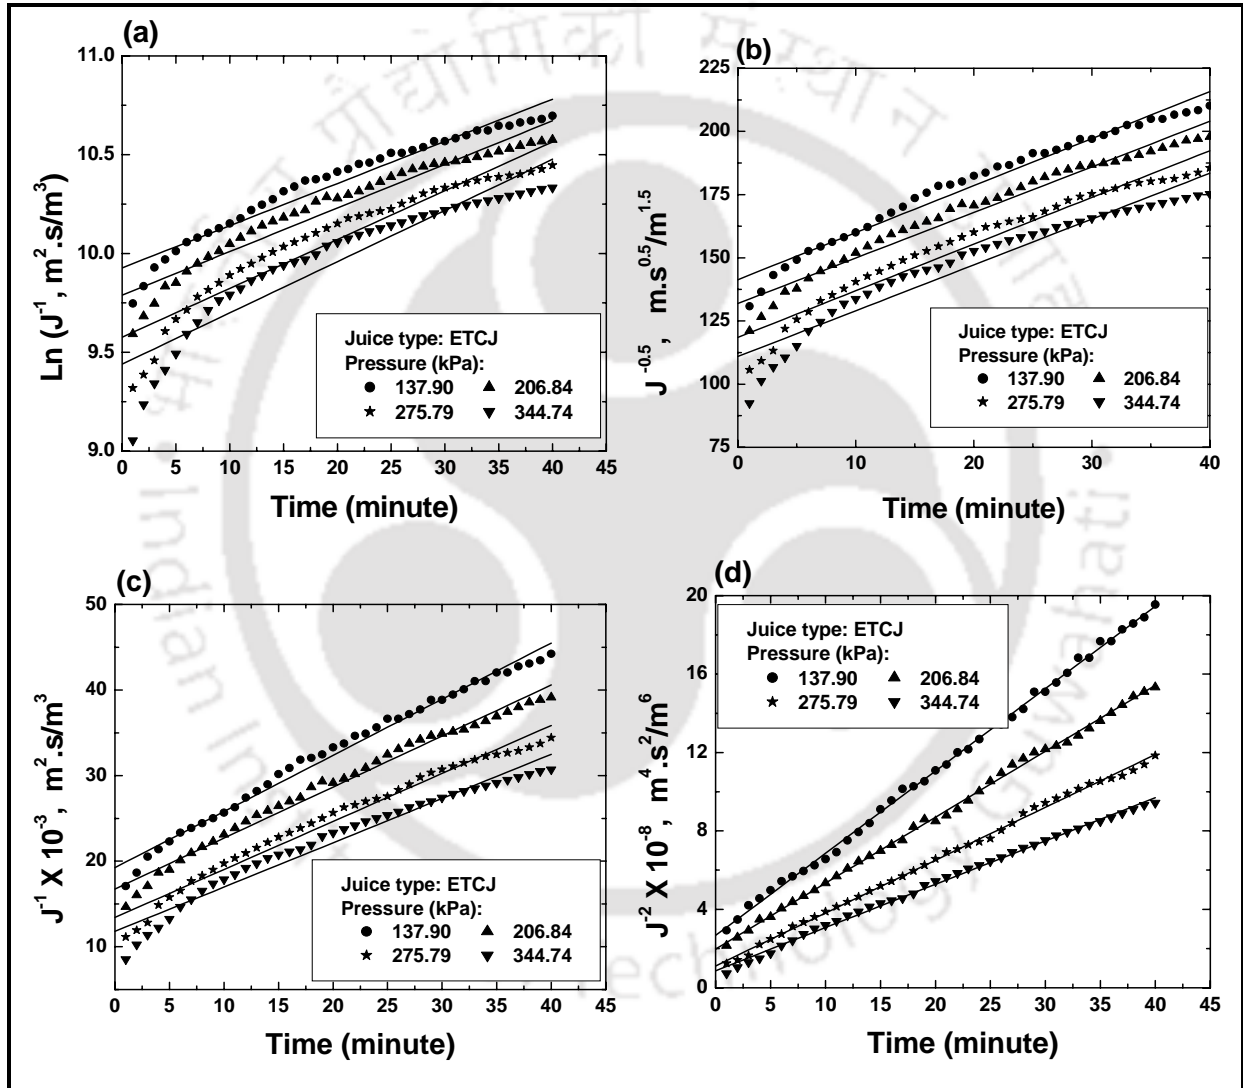 (a)
11.0
10.5
10.0
9.5
9.0
Ln (J⁻¹, m².s/m³)
Juice type: ETCJ
Pressure (kPa):
137.90 206.84
275.79 344.74
0 5 10 15 20 25 30 35 40 45
Time (minute)
(b)
225
200
175
150
125
100
75
J⁻⁰·⁵ , m.s⁰·⁵/m¹·⁵
Juice type: ETCJ
Pressure (kPa):
137.90 206.84
275.79 344.74
0 10 20 30 40
Time (minute)
(c)
50
40
30
20
10
J⁻¹ X 10⁻³ , m².s/m³
Juice type: ETCJ
Pressure (kPa):
137.90 206.84
275.79 344.74
0 5 10 15 20 25 30 35 40 45
Time (minute)
(d)
20
16
12
8
4
0
J⁻² X 10⁻⁸ , m⁴.s²/m⁶
Juice type: ETCJ
Pressure (kPa):
137.90 206.84
275.79 344.74
0 5 10 15 20 25 30 35 40 45
Time (minute)
Indian In
Technology Guwahati